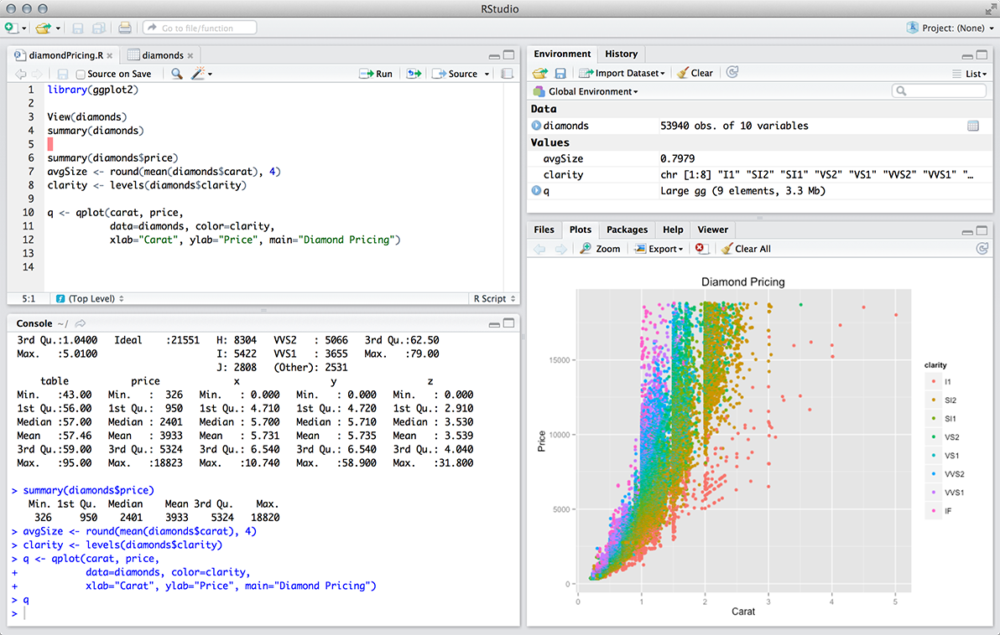 RStudio
Go to file/function
Project: (None)
diamondPricing.R
diamonds
Source on Save
Run
Source
1 library(ggplot2)
2
3 View(diamonds)
4 summary(diamonds)
5
6 summary(diamonds$price)
7 avgSize <- round(mean(diamonds$carat), 4)
8 clarity <- levels(diamonds$clarity)
9
10 q <- qplot(carat, price,
11            data=diamonds, color=clarity,
12            xlab="Carat", ylab="Price", main="Diamond Pricing")
13
14
5:1 (Top Level) R Script
Console ~/
3rd Qu.:1.0400   Ideal    :21551   H: 8304   VVS2   : 5066   3rd Qu.:62.50
Max.   :5.0100                     I: 5422   VVS1   : 3655   Max.   :79.00
J: 2808   (Other): 2531
table           price             x                y                z
Min.   :43.00   Min.   :  326   Min.   : 0.000   Min.   : 0.000   Min.   : 0.000
1st Qu.:56.00   1st Qu.:  950   1st Qu.: 4.710   1st Qu.: 4.720   1st Qu.: 2.910
Median :57.00   Median : 2401   Median : 5.700   Median : 5.710   Median : 3.530
Mean   :57.46   Mean   : 3933   Mean   : 5.731   Mean   : 5.735   Mean   : 3.539
3rd Qu.:59.00   3rd Qu.: 5324   3rd Qu.: 6.540   3rd Qu.: 6.540   3rd Qu.: 4.040
Max.   :95.00   Max.   :18823   Max.   :10.740   Max.   :58.900   Max.   :31.800
> summary(diamonds$price)
Min. 1st Qu.  Median    Mean 3rd Qu.    Max.
326     950    2401    3933    5324   18820
> avgSize <- round(mean(diamonds$carat), 4)
> clarity <- levels(diamonds$clarity)
> q <- qplot(carat, price,
+            data=diamonds, color=clarity,
+            xlab="Carat", ylab="Price", main="Diamond Pricing")
> q
>
Environment History
Import Dataset Clear List
Global Environment
Data
diamonds 53940 obs. of 10 variables
Values
avgSize 0.7979
clarity chr [1:8] "I1" "SI2" "SI1" "VS2" "VS1" "VVS2" "VVS1" "…
q Large gg (9 elements, 3.3 Mb)
Files Plots Packages Help Viewer
Zoom Export Clear All
Diamond Pricing
Price
15000
10000
5000
0
0 1 2 3 4 5
Carat
clarity
I1
SI2
SI1
VS2
VS1
VVS2
VVS1
IF